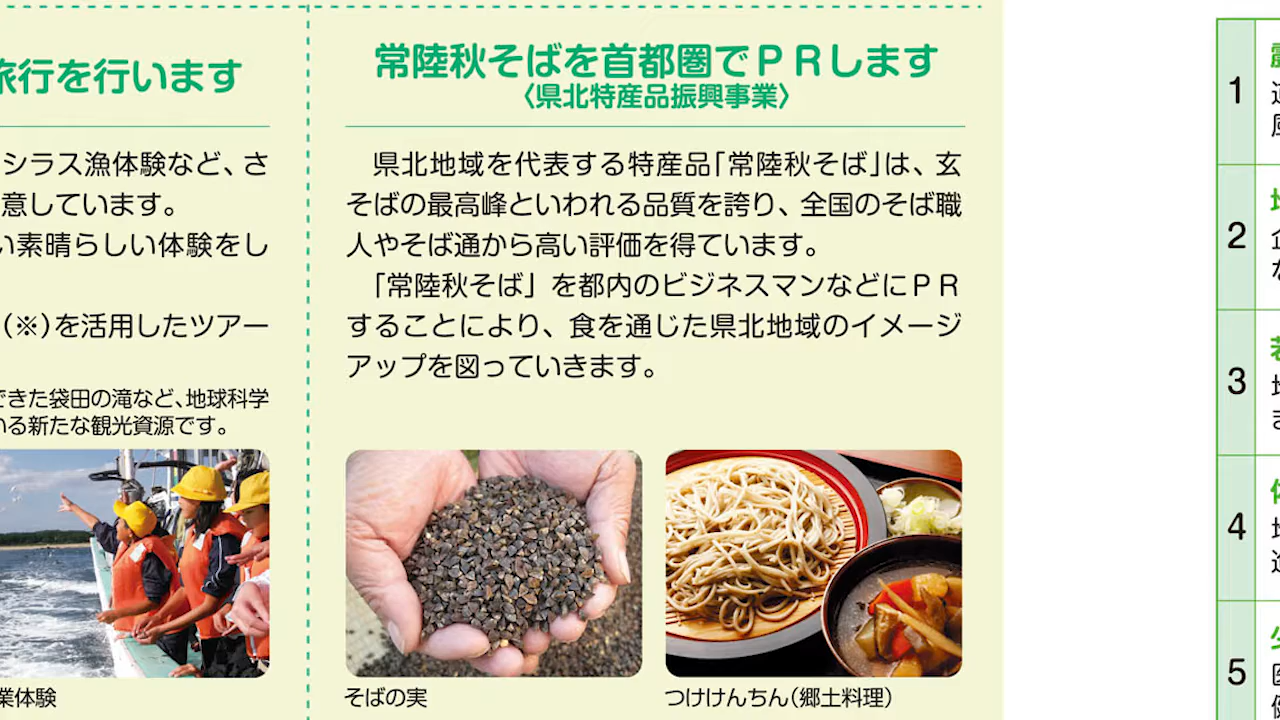 旅行を行います
シラス漁体験など、さ
意しています。
い素晴らしい体験をし
(※)を活用したツアー
できた袋田の滝など、地球科学
いる新たな観光資源です。
業体験
常陸秋そばを首都圏でＰＲします
〈県北特産品振興事業〉
県北地域を代表する特産品「常陸秋そば」は、玄
そばの最高峰といわれる品質を誇り、全国のそば職
人やそば通から高い評価を得ています。
「常陸秋そば」を都内のビジネスマンなどにＰＲ
することにより、食を通じた県北地域のイメージ
アップを図っていきます。
そばの実
つけけんちん(郷土料理)
1
2
3
4
5